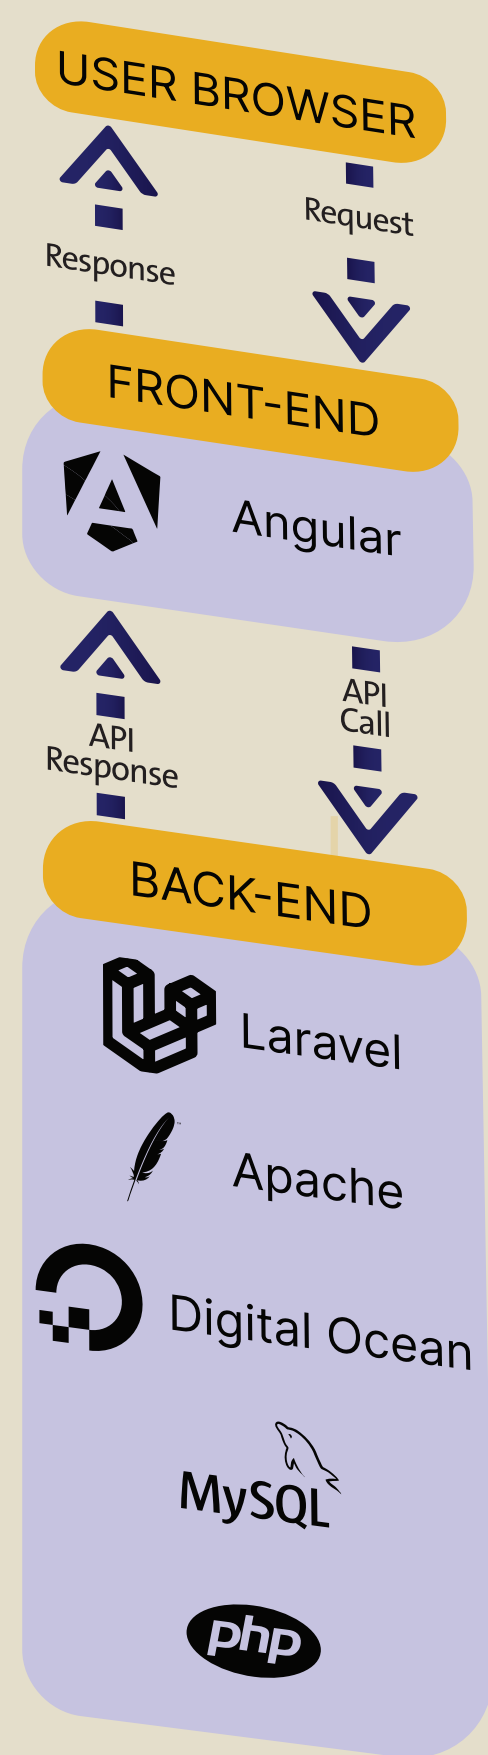 USER BROWSER
Request
Response
FRONT-END
Angular
API
Call
API
Response
BACK-END
Laravel
Apache
Digital Ocean
MySQL
php